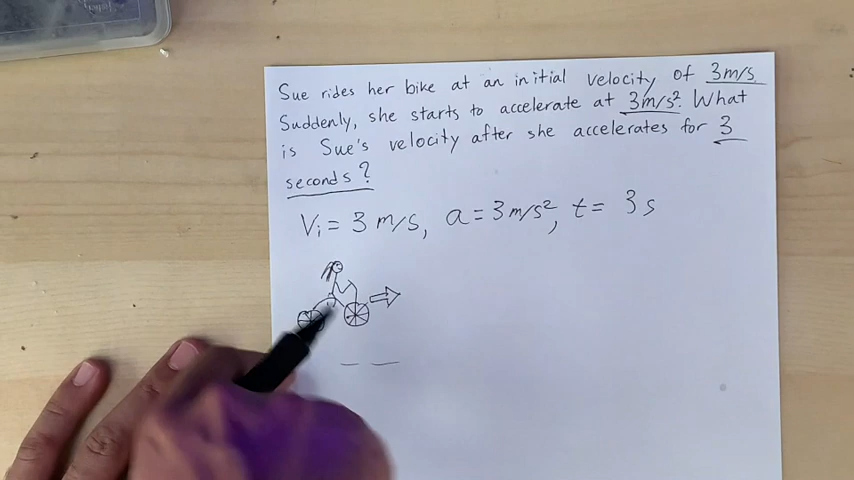 Sue rides her bike at an initial velocity of 3m/s.
Suddenly, she starts to accelerate at 3m/s². What
is Sue's velocity after she accelerates for 3
seconds?
Vi = 3 m/s, a = 3 m/s², t = 3 s